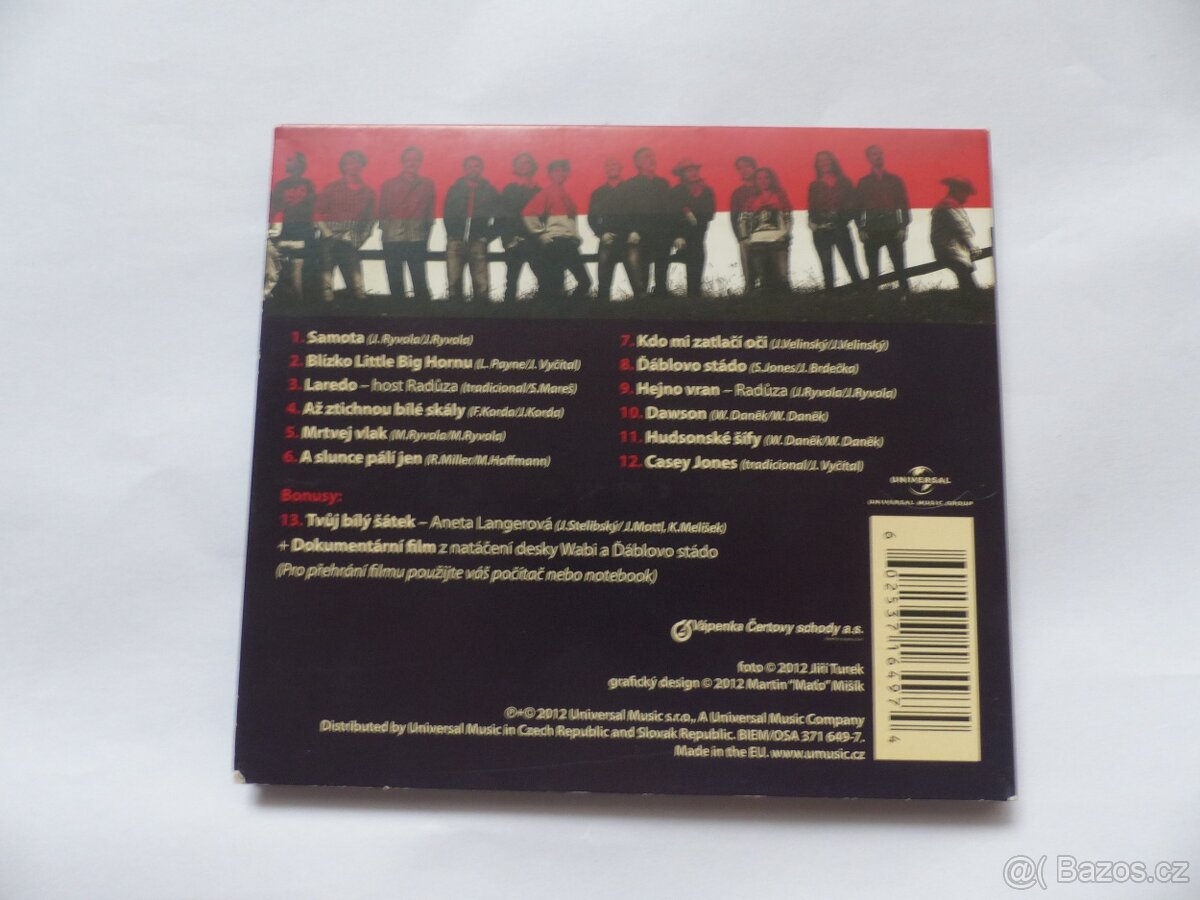 1. Samota (J. Ryvola/J.Ryvola)
2. Blízko Little Big Hornu (L. Payne/J. Vyčítal)
3. Laredo – host Radůza (tradicional/S.Mareš)
4. Až ztichnou bílé skály (F.Korda/J.Korda)
5. Mrtvej vlak (M.Ryvola/M.Ryvola)
6. A slunce pálí jen (R.Miller/M.Hoffmann)
7. Kdo mi zatlačí oči (J.Velinský/J.Velinský)
8. Ďáblovo stádo (S.Jones/J. Brdečka)
9. Hejno vran – Radůza (J.Ryvola/J.Ryvola)
10. Dawson (W. Daněk/W. Daněk)
11. Hudsonské šífy (W. Daněk/W. Daněk)
12. Casey Jones (tradicional/J. Vyčítal)
Bonusy:
13. Tvůj bílý šátek – Aneta Langerová (J.Stelibský/ J.Mottl, K.Melíšek)
+ Dokumentární film z natáčení desky Wabi a Ďáblovo stádo
(Pro přehrání filmu použijte váš počítač nebo notebook)
UNIVERSAL
UNIVERSAL MUSIC GROUP
6 02537 16497 4
Vápenka Čertovy schody a.s.
foto © 2012 Jiří Turek
grafický design © 2012 Martin "Maťo" Mišík
℗+© 2012 Universal Music s.r.o., A Universal Music Company
Distributed by Universal Music in Czech Republic and Slovak Republic. BIEM/OSA 371 649-7.
Made in the EU. www.umusic.cz
@( Bazos.cz